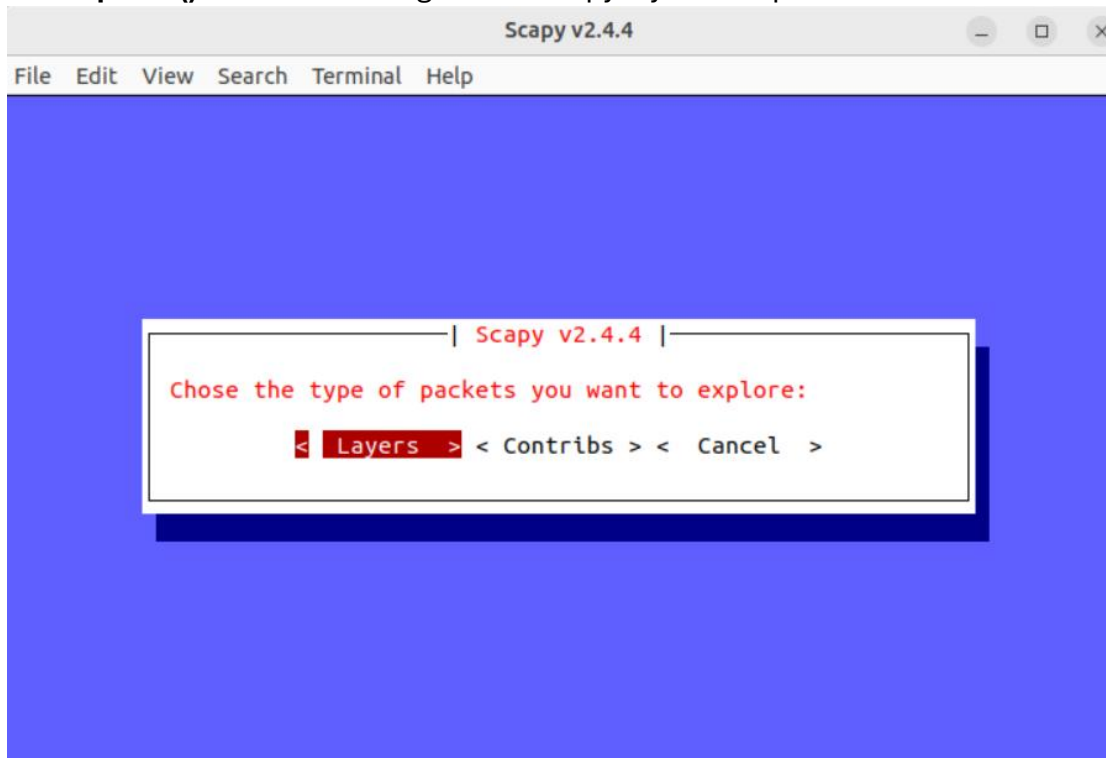 Scapy v2.4.4
File Edit View Search Terminal Help
| Scapy v2.4.4 |
Chose the type of packets you want to explore:
< Layers > < Contribs > < Cancel >